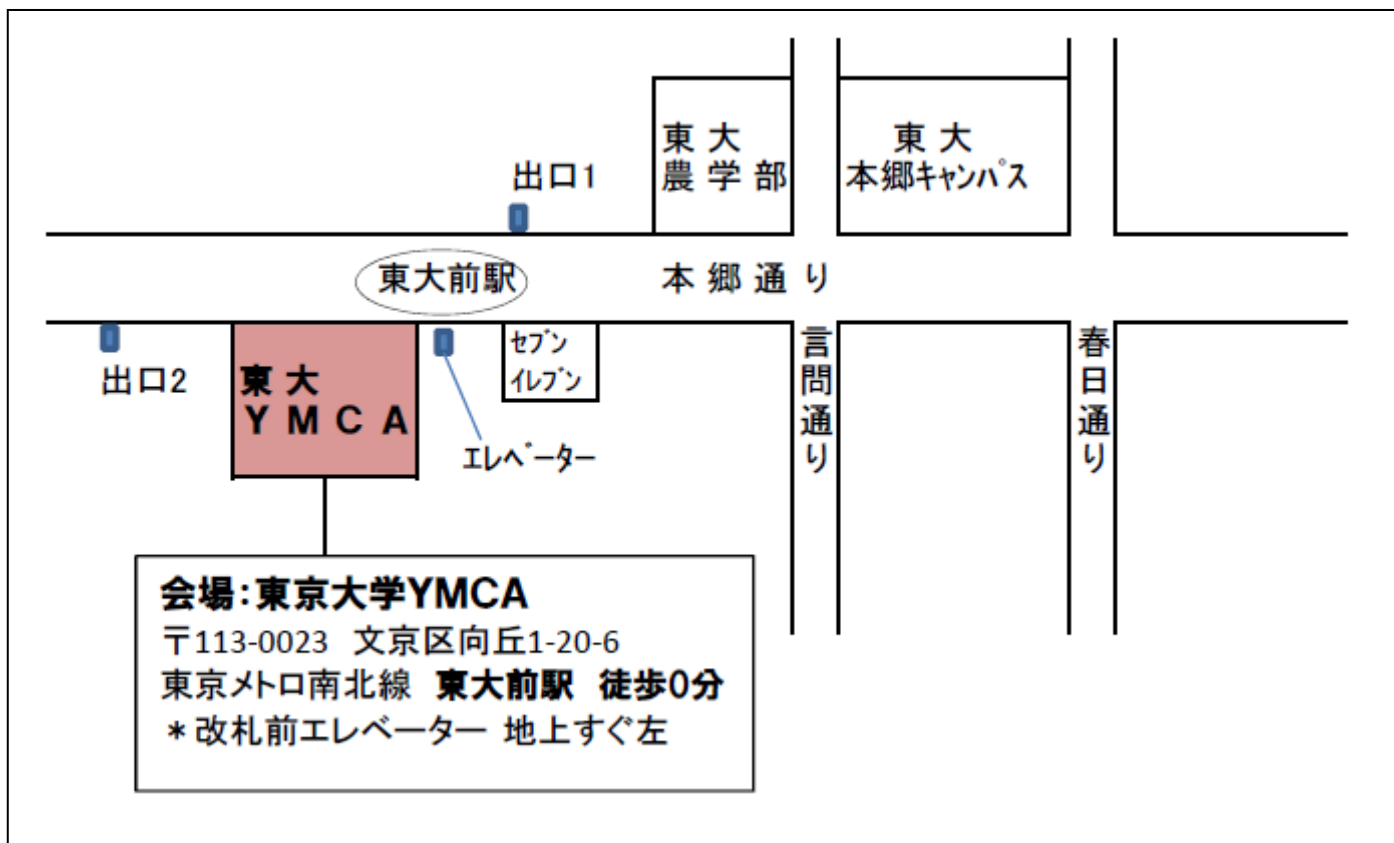 東大
農学部
東大
本郷キャンパス
出口1
東大前駅
本郷通り
出口2
東大
YMCA
セブン
イレブン
エレベーター
言問通り
春日通り
会場:東京大学YMCA
〒113-0023 文京区向丘1-20-6
東京メトロ南北線 東大前駅 徒歩0分
*改札前エレベーター 地上すぐ左